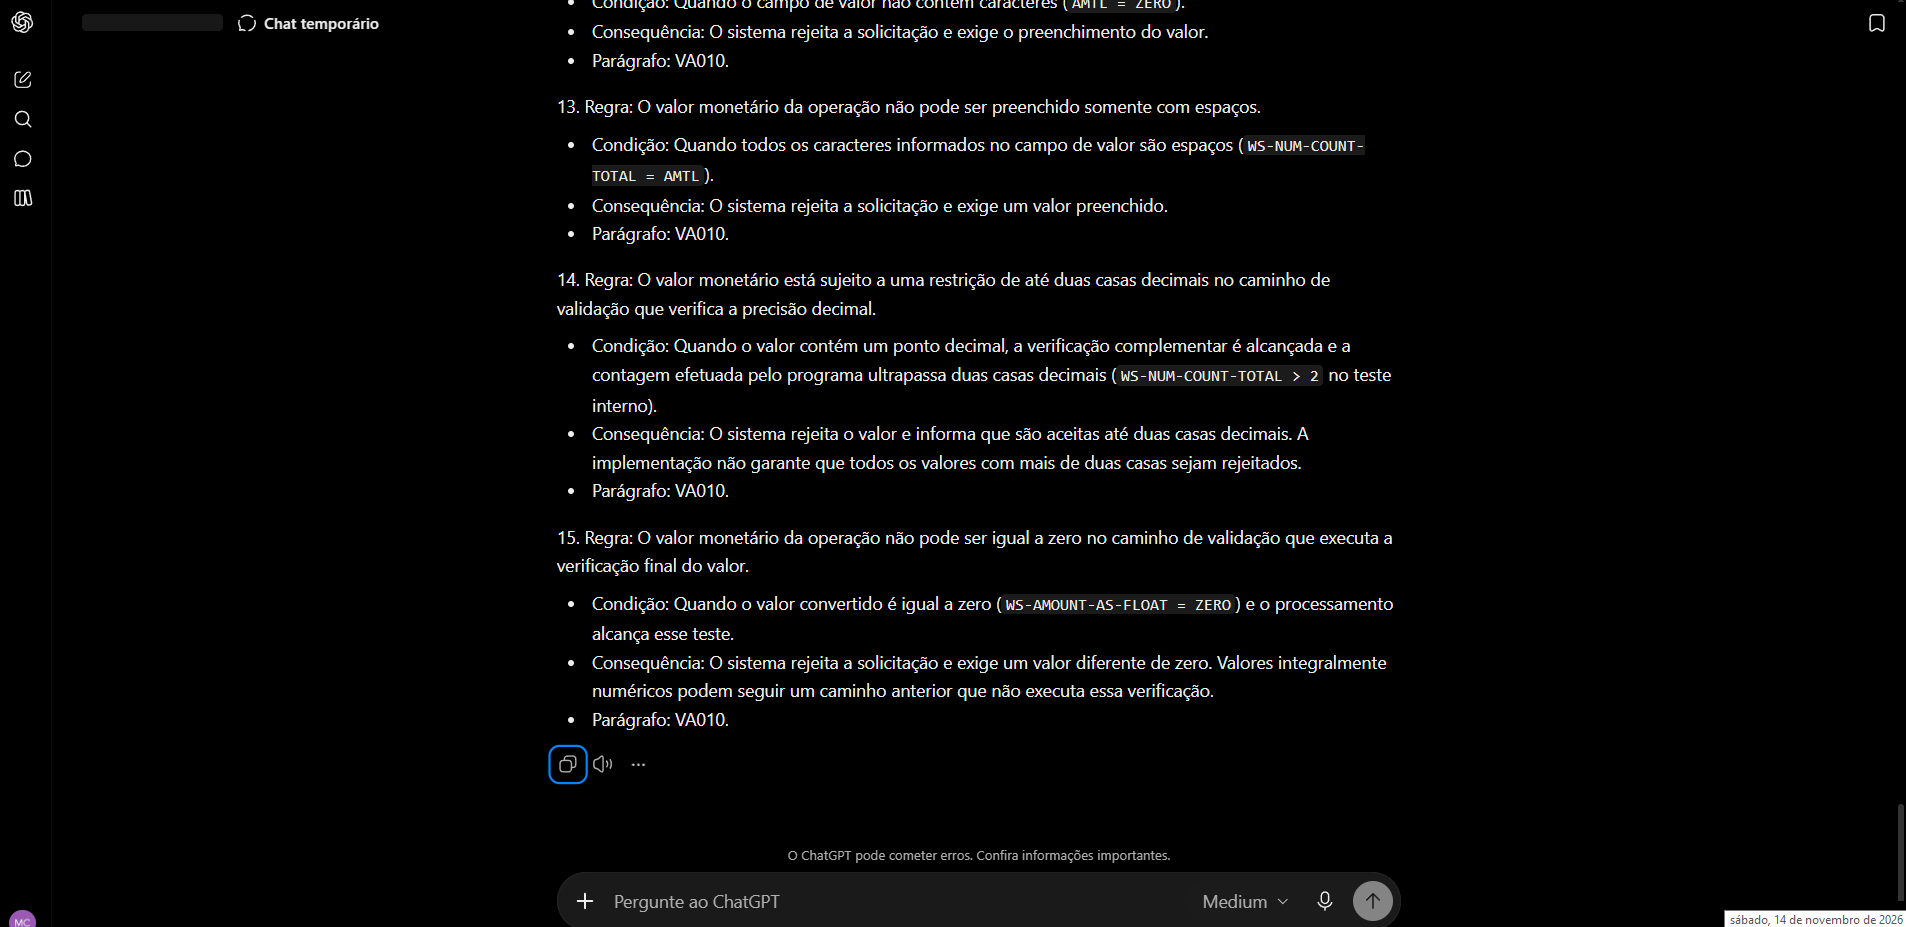 Chat temporário
Condição: Quando o campo de valor não contém caracteres (AMTL = ZERO).
Consequência: O sistema rejeita a solicitação e exige o preenchimento do valor.
Parágrafo: VA010.
13. Regra: O valor monetário da operação não pode ser preenchido somente com espaços.
Condição: Quando todos os caracteres informados no campo de valor são espaços (WS-NUM-COUNT-
TOTAL = AMTL).
Consequência: O sistema rejeita a solicitação e exige um valor preenchido.
Parágrafo: VA010.
14. Regra: O valor monetário está sujeito a uma restrição de até duas casas decimais no caminho de
validação que verifica a precisão decimal.
Condição: Quando o valor contém um ponto decimal, a verificação complementar é alcançada e a
contagem efetuada pelo programa ultrapassa duas casas decimais (WS-NUM-COUNT-TOTAL > 2 no teste
interno).
Consequência: O sistema rejeita o valor e informa que são aceitas até duas casas decimais. A
implementação não garante que todos os valores com mais de duas casas sejam rejeitados.
Parágrafo: VA010.
15. Regra: O valor monetário da operação não pode ser igual a zero no caminho de validação que executa a
verificação final do valor.
Condição: Quando o valor convertido é igual a zero (WS-AMOUNT-AS-FLOAT = ZERO) e o processamento
alcança esse teste.
Consequência: O sistema rejeita a solicitação e exige um valor diferente de zero. Valores integralmente
numéricos podem seguir um caminho anterior que não executa essa verificação.
Parágrafo: VA010.
O ChatGPT pode cometer erros. Confira informações importantes.
Pergunte ao ChatGPT
Medium
MC
sábado, 14 de novembro de 2026